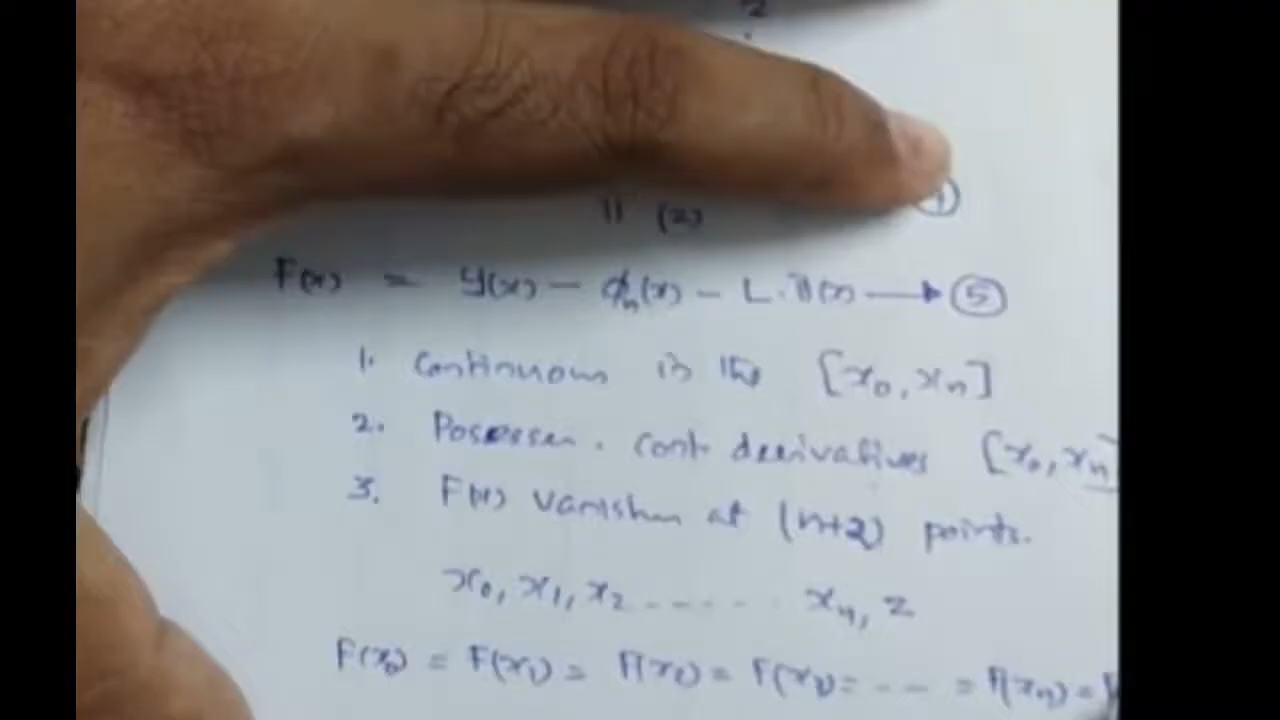 2
π (z)
F(x) = y(x) - ϕₙ(x) - L.π(x) → ⑤
1. Continuous in the [x₀, xₙ]
2. Possesses. cont. derivatives [x₀, xₙ]
3. F(x) vanishes at (n+2) points.
x₀, x₁, x₂ ------ xₙ, z
F(x₀) = F(x₁) = F(x₂) = F(x₃) = --- = F(xₙ) =